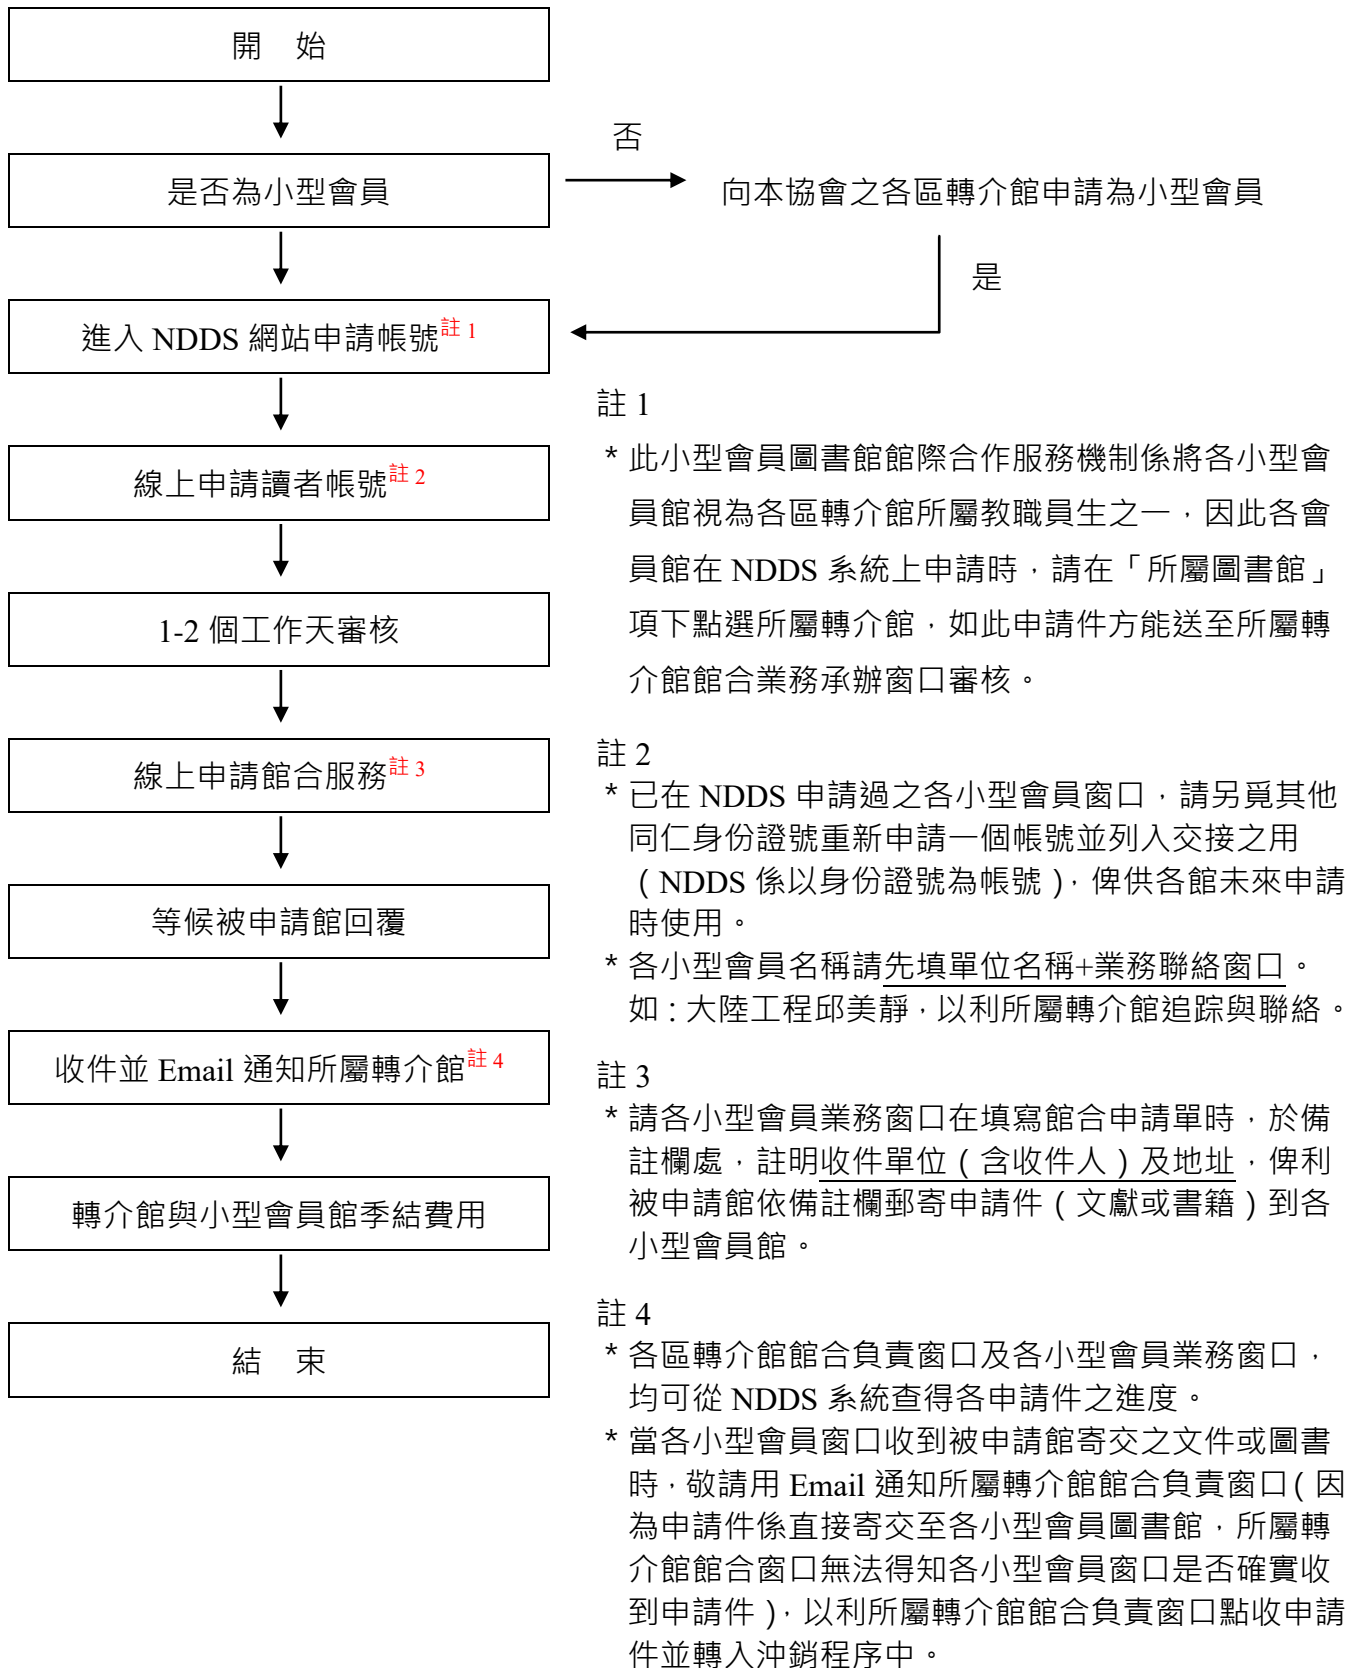 開　始
否
是否為小型會員
向本協會之各區轉介館申請為小型會員
是
進入 NDDS 網站申請帳號註 1
線上申請讀者帳號註 2
1-2 個工作天審核
線上申請館合服務註 3
等候被申請館回覆
收件並 Email 通知所屬轉介館註 4
轉介館與小型會員館季結費用
結　束
註 1
* 此小型會員圖書館館際合作服務機制係將各小型會
員館視為各區轉介館所屬教職員生之一，因此各會
員館在 NDDS 系統上申請時，請在「所屬圖書館」
項下點選所屬轉介館，如此申請件方能送至所屬轉
介館館合業務承辦窗口審核。
註 2
* 已在 NDDS 申請過之各小型會員窗口，請另覓其他
同仁身份證號重新申請一個帳號並列入交接之用
（NDDS 係以身份證號為帳號），俾供各館未來申請
時使用。
* 各小型會員名稱請先填單位名稱+業務聯絡窗口。
如：大陸工程邱美靜，以利所屬轉介館追踪與聯絡。
註 3
* 請各小型會員業務窗口在填寫館合申請單時，於備
註欄處，註明收件單位（含收件人）及地址，俾利
被申請館依備註欄郵寄申請件（文獻或書籍）到各
小型會員館。
註 4
* 各區轉介館館合負責窗口及各小型會員業務窗口，
均可從 NDDS 系統查得各申請件之進度。
* 當各小型會員窗口收到被申請館寄交之文件或圖書
時，敬請用 Email 通知所屬轉介館館合負責窗口（因
為申請件係直接寄交至各小型會員圖書館，所屬轉
介館館合窗口無法得知各小型會員窗口是否確實收
到申請件），以利所屬轉介館館合負責窗口點收申請
件並轉入沖銷程序中。